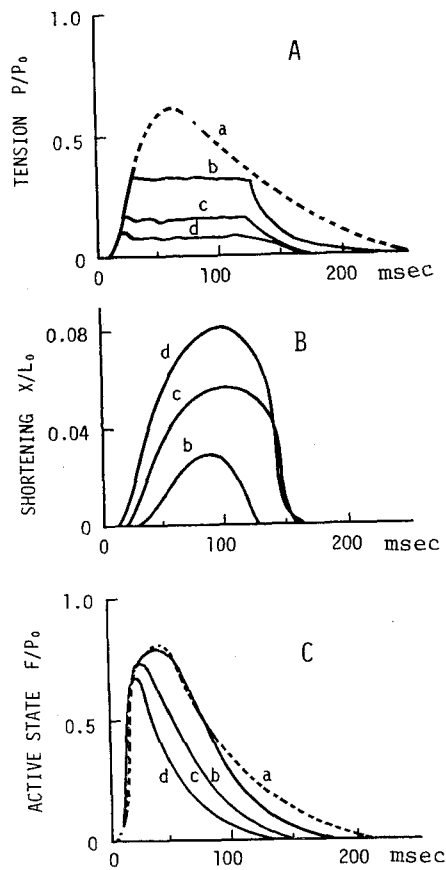 TENSION P/P₀
1.0
0.5
0
A
a
b
c
d
0 100 200 msec
SHORTENING X/L₀
0.08
0.04
0
B
d
c
b
0 100 200 msec
ACTIVE STATE F/P₀
1.0
0.5
0
C
a
d c b
0 100 200 msec